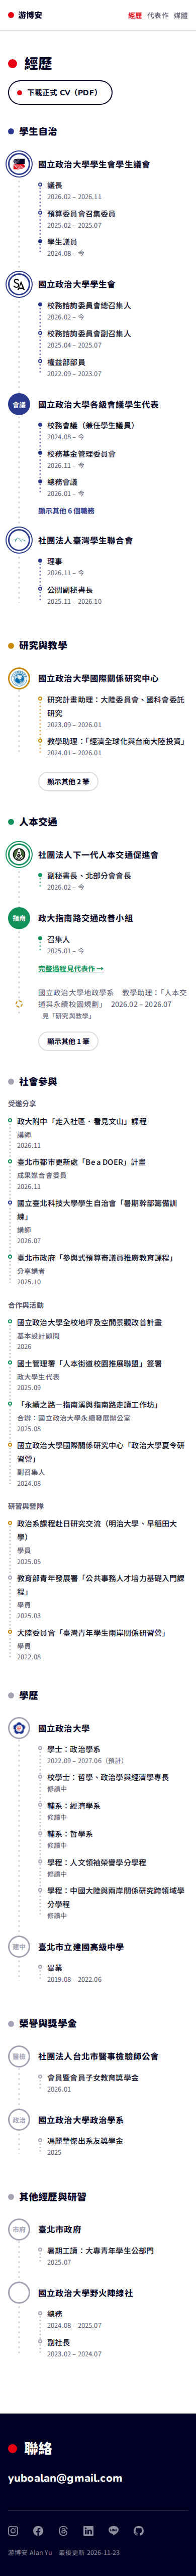 游博安
經歷 代表作 媒體
經歷
下載正式 CV（PDF）
學生自治
國立政治大學學生會學生議會
議長
2026.02 – 2026.11
預算委員會召集委員
2025.02 – 2025.07
學生議員
2024.08 – 今
國立政治大學學生會
校務諮詢委員會總召集人
2026.02 – 今
校務諮詢委員會副召集人
2025.04 – 2025.07
權益部部員
2022.09 – 2023.07
會議
國立政治大學各級會議學生代表
校務會議（兼任學生議員）
2024.08 – 今
校務基金管理委員會
2026.11 – 今
總務會議
2026.01 – 今
顯示其他 6 個職務
社團法人臺灣學生聯合會
理事
2026.11 – 今
公關副秘書長
2025.11 – 2026.10
研究與教學
國立政治大學國際關係研究中心
研究計畫助理：大陸委員會、國科會委託
研究
2023.09 – 2026.01
教學助理：「經濟全球化與台商大陸投資」
2024.01 – 2026.01
顯示其他 2 筆
人本交通
社團法人下一代人本交通促進會
副秘書長、北部分會會長
2026.02 – 今
指南
政大指南路交通改善小組
召集人
2025.01 – 今
完整過程見代表作 →
國立政治大學地政學系 教學助理：「人本交
通與永續校園規劃」 2026.02 – 2026.07
見「研究與教學」
顯示其他 1 筆
社會參與
受邀分享
政大附中「走入社區．看見文山」課程
講師
2026.11
臺北市都市更新處「Be a DOER」計畫
成果媒合會委員
2026.11
國立臺北科技大學學生自治會「暑期幹部籌備訓
練」
講師
2026.07
臺北市政府「參與式預算審議員推廣教育課程」
分享講者
2025.10
合作與活動
國立政治大學全校地坪及空間景觀改善計畫
基本設計顧問
2026
國土管理署「人本街道校園推展聯盟」簽署
政大學生代表
2025.09
「永續之路－指南溪與指南路走讀工作坊」
合辦：國立政治大學永續發展辦公室
2025.08
國立政治大學國際關係研究中心「政治大學夏令研
習營」
副召集人
2024.08
研習與營隊
政治系課程赴日研究交流（明治大學、早稻田大
學）
學員
2025.05
教育部青年發展署「公共事務人才培力基礎入門課
程」
學員
2025.03
大陸委員會「臺灣青年學生兩岸關係研習營」
學員
2022.08
學歷
國立政治大學
學士：政治學系
2022.09 – 2027.06（預計）
校學士：哲學、政治學與經濟學專長
修讀中
輔系：經濟學系
修讀中
輔系：哲學系
修讀中
學程：人文領袖榮譽學分學程
修讀中
學程：中國大陸與兩岸關係研究跨領域學
分學程
修讀中
建中
臺北市立建國高級中學
畢業
2019.08 – 2022.06
榮譽與獎學金
醫檢
社團法人台北市醫事檢驗師公會
會員暨會員子女教育獎學金
2026.01
政治
國立政治大學政治學系
馮麗華傑出系友獎學金
2025
其他經歷與研習
市府
臺北市政府
暑期工讀：大專青年學生公部門
2025.07
國立政治大學野火陣線社
總務
2024.08 – 2025.07
副社長
2023.02 – 2024.07
聯絡
yuboalan@gmail.com
游博安 Alan Yu 最後更新 2026-11-23